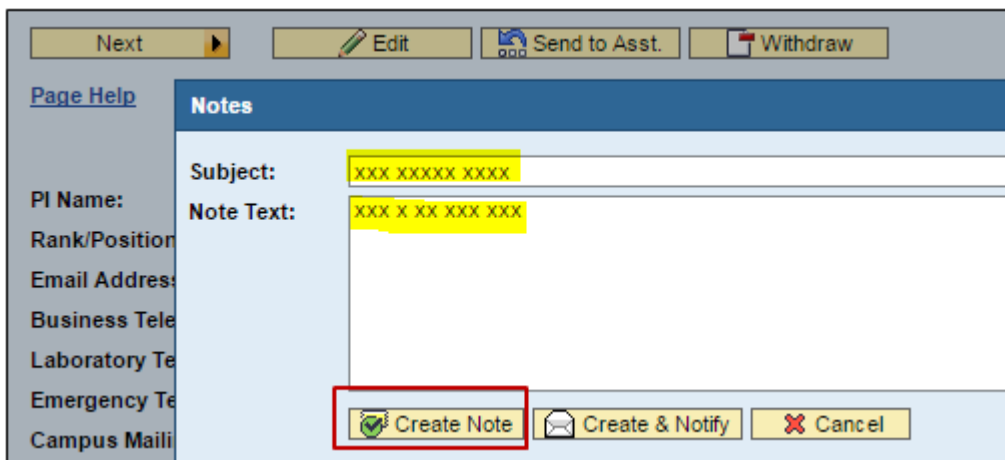 Next Edit Send to Asst. Withdraw
Page Help
Notes
Subject: xxx xxxxx xxxx
PI Name:
Note Text: xxx x xx xxx xxx
Rank/Position
Email Address
Business Tele
Laboratory Te
Emergency Te
Create Note Create & Notify Cancel
Campus Maili